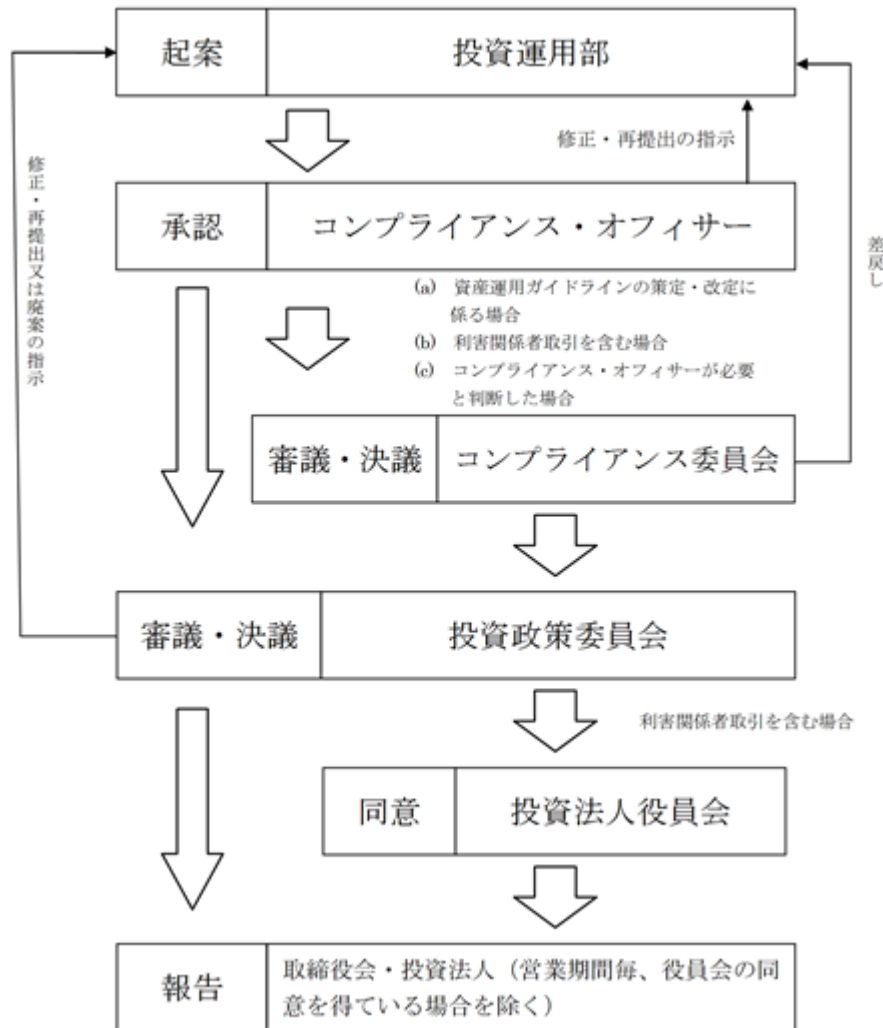 起案
投資運用部
修正・再提出の指示
修正・再提出又は廃案の指示
承認
コンプライアンス・オフィサー
差戻し
(a) 資産運用ガイドラインの策定・改定に
係る場合
(b) 利害関係者取引を含む場合
(c) コンプライアンス・オフィサーが必要
と判断した場合
審議・決議
コンプライアンス委員会
審議・決議
投資政策委員会
利害関係者取引を含む場合
同意
投資法人役員会
報告
取締役会・投資法人（営業期間毎、役員会の同
意を得ている場合を除く）